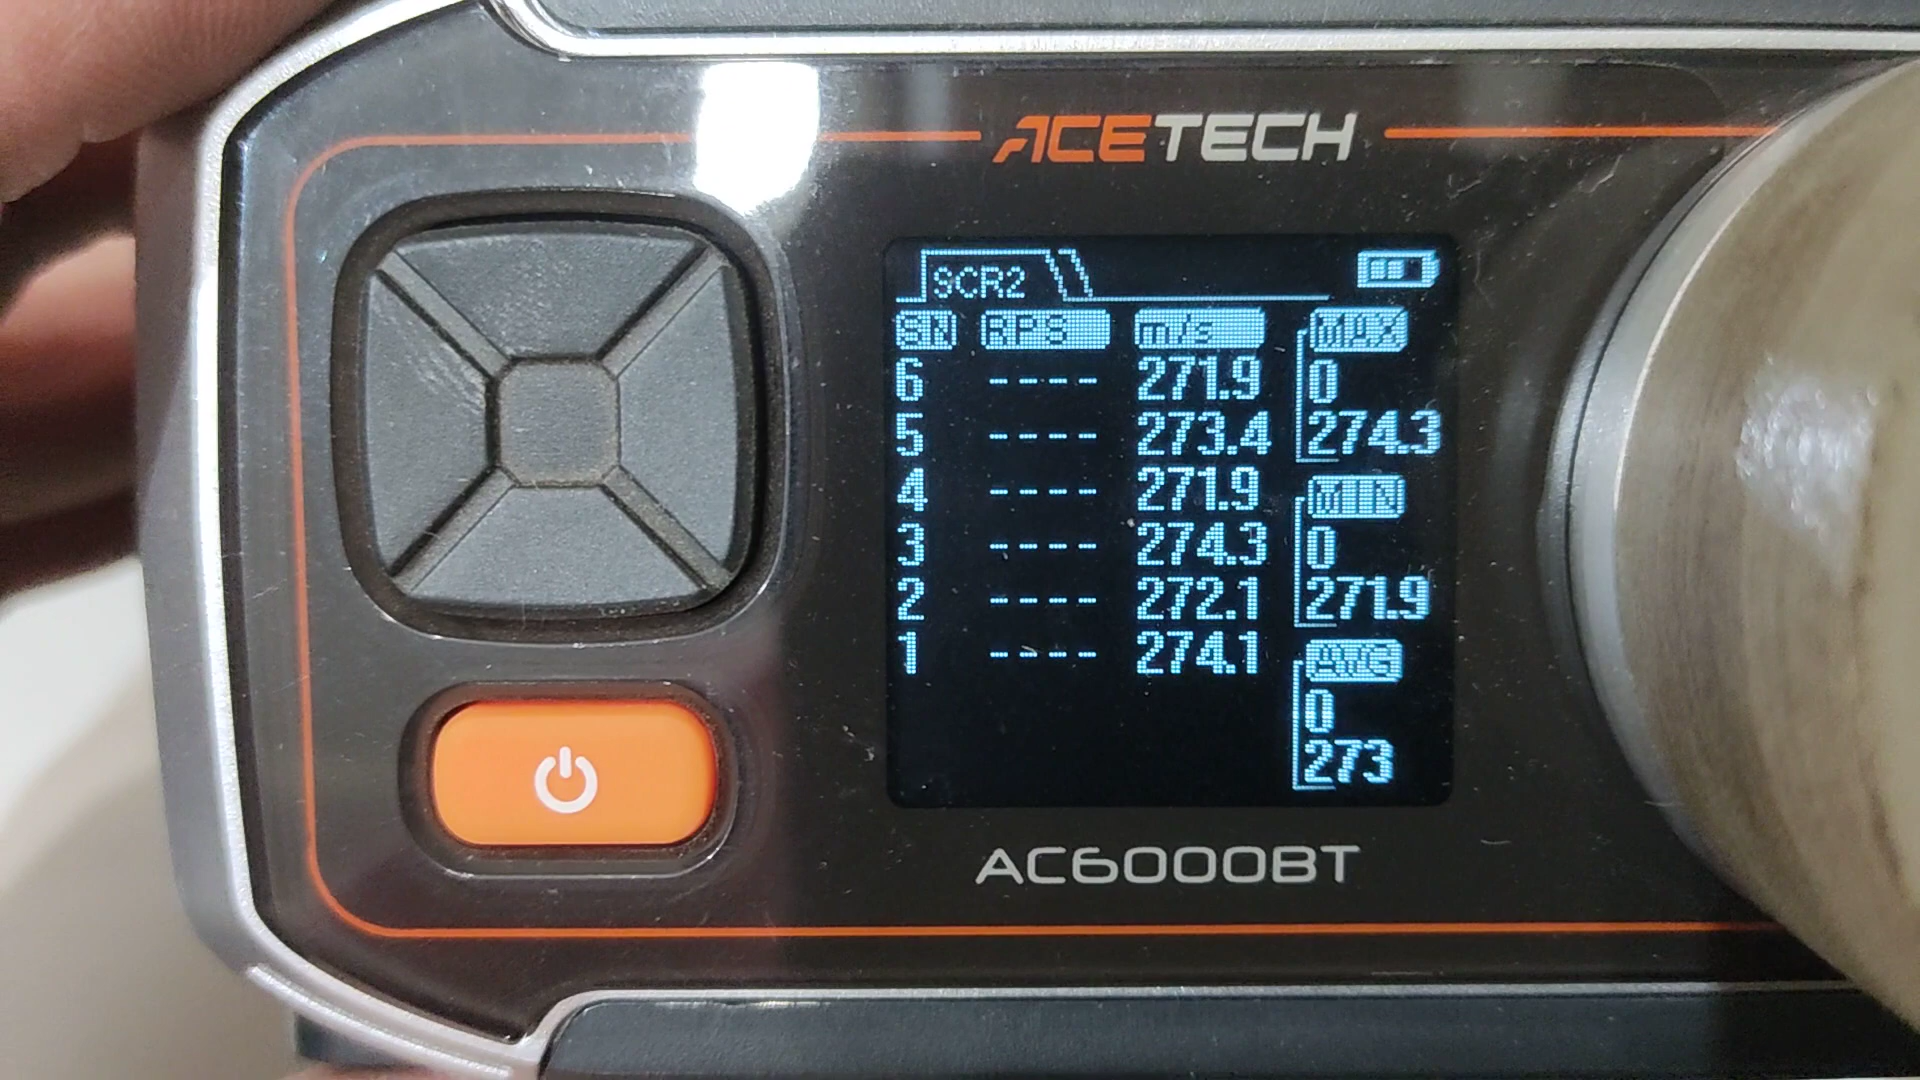 ACETECH
SCR2
SN RPS m/s MAX
6 ---- 271.9 0
5 ---- 273.4 274.3
4 ---- 271.9 MIN
3 ---- 274.3 0
2 ---- 272.1 271.9
1 ---- 274.1 AVG
0
273
AC6000BT